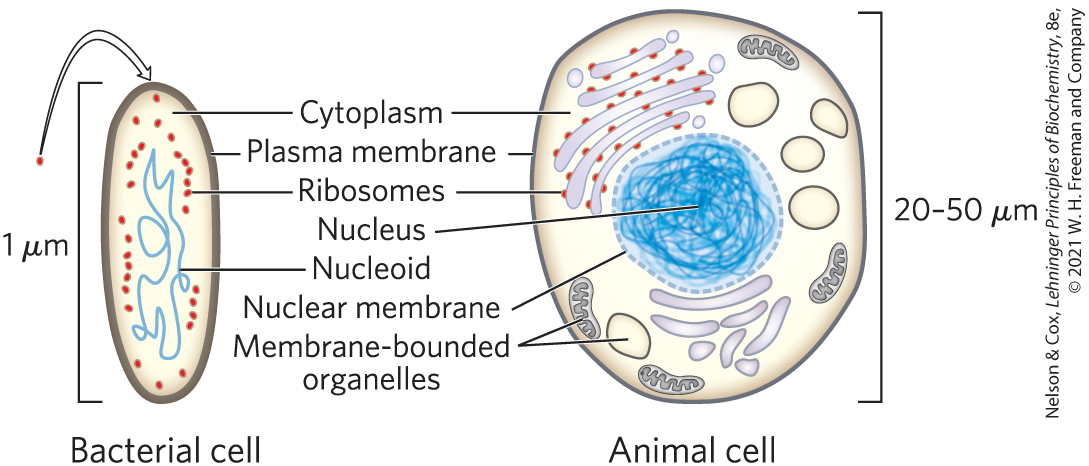 Cytoplasm
Plasma membrane
Ribosomes
Nucleus
Nucleoid
Nuclear membrane
Membrane-bounded
organelles
1 μm
20–50 μm
Bacterial cell
Animal cell
Nelson & Cox, Lehninger Principles of Biochemistry, 8e,
© 2021 W. H. Freeman and Company